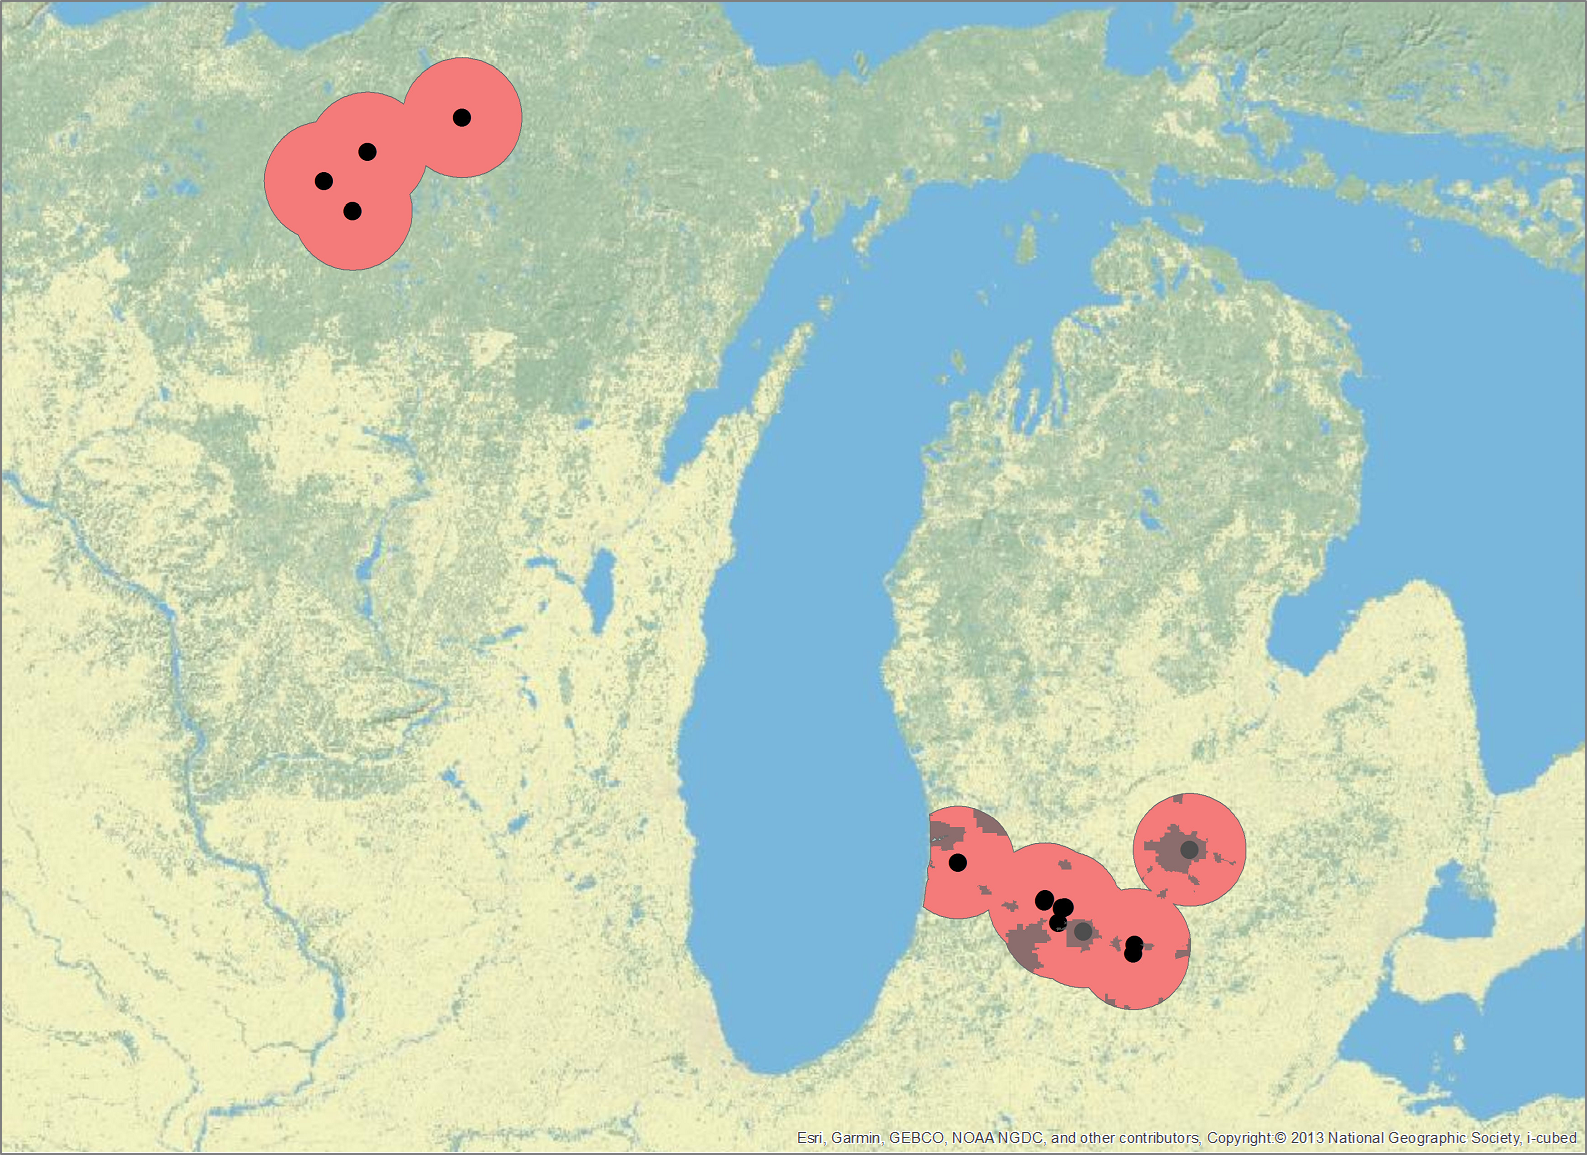 Esri, Garmin, GEBCO, NOAA NGDC, and other contributors, Copyright:© 2013 National Geographic Society, i-cubed